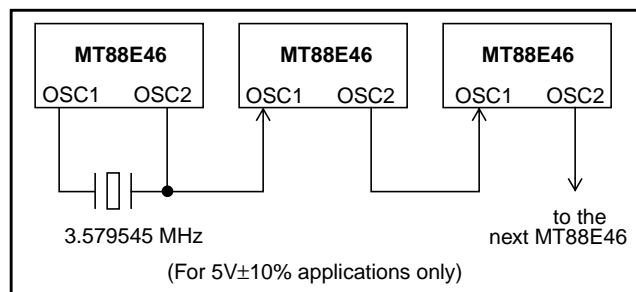 MT88E46 MT88E46 MT88E46
OSC1 OSC2 OSC1 OSC2 OSC1 OSC2
3.579545 MHz
to the
next MT88E46
(For 5V±10% applications only)